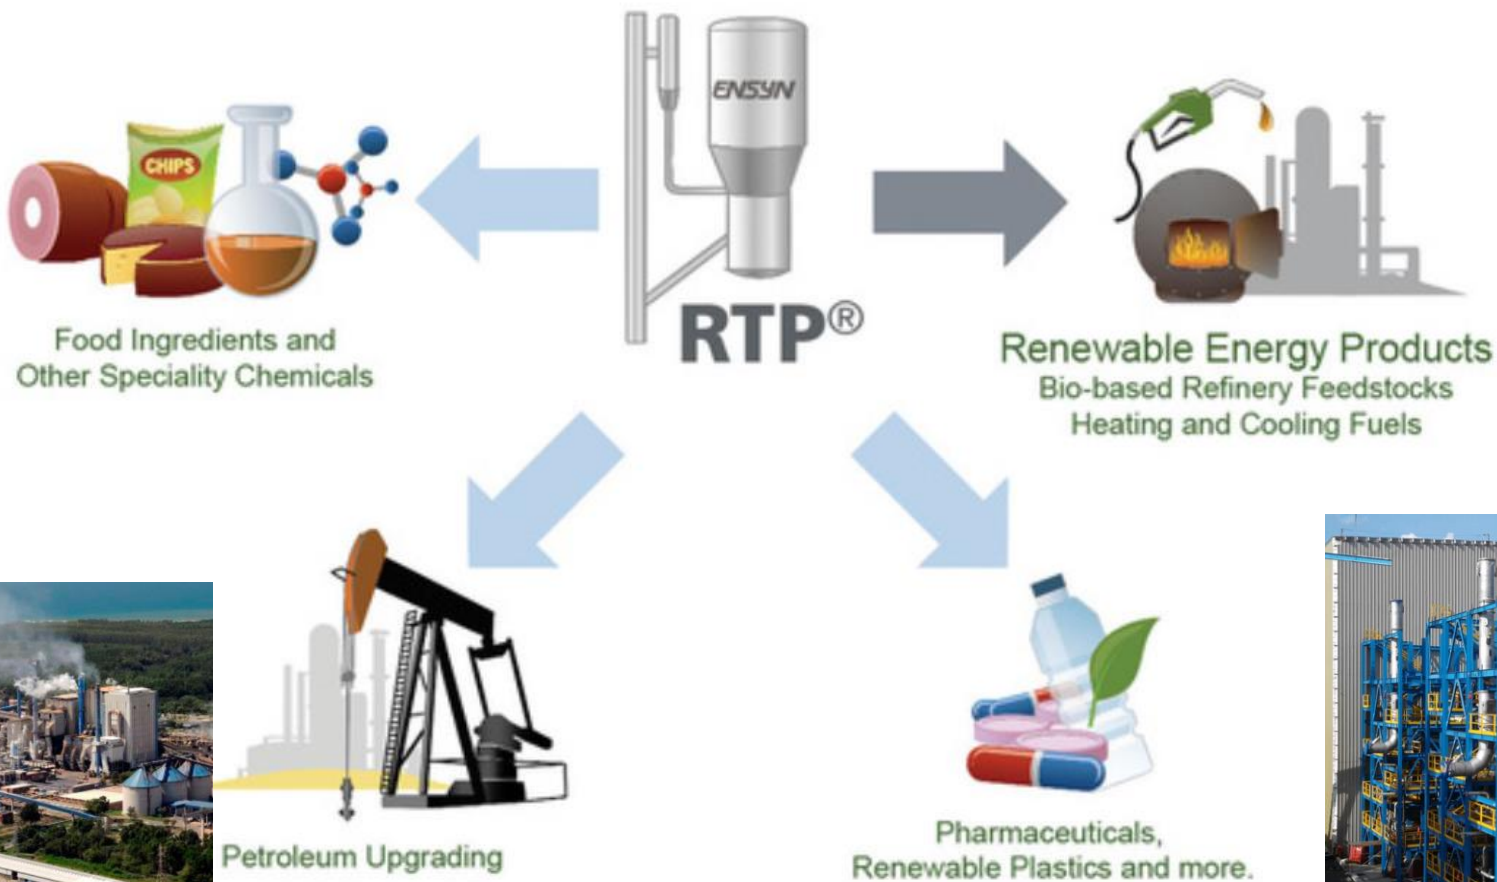 ENSYN
CHIPS
RTP®
Food Ingredients and
Other Speciality Chemicals
Renewable Energy Products
Bio-based Refinery Feedstocks
Heating and Cooling Fuels
Petroleum Upgrading
Pharmaceuticals,
Renewable Plastics and more.